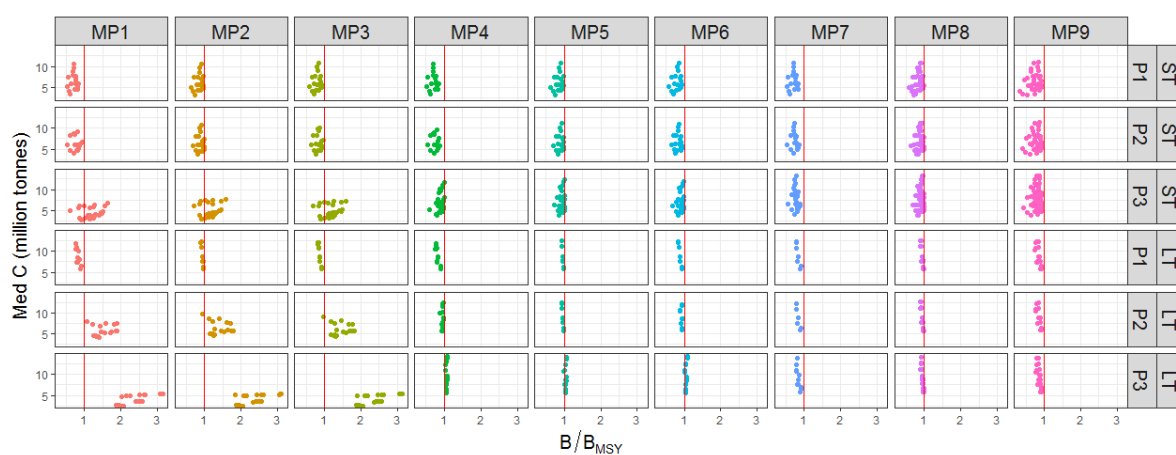 MP1 MP2 MP3 MP4 MP5 MP6 MP7 MP8 MP9
Med C (million tonnes)
10
5
P1 ST
10
5
P2 ST
10
5
P3 ST
10
5
P1 LT
10
5
P2 LT
10
5
P3 LT
1 2 3 1 2 3 1 2 3 1 2 3 1 2 3 1 2 3 1 2 3 1 2 3 1 2 3
B/B_MSY